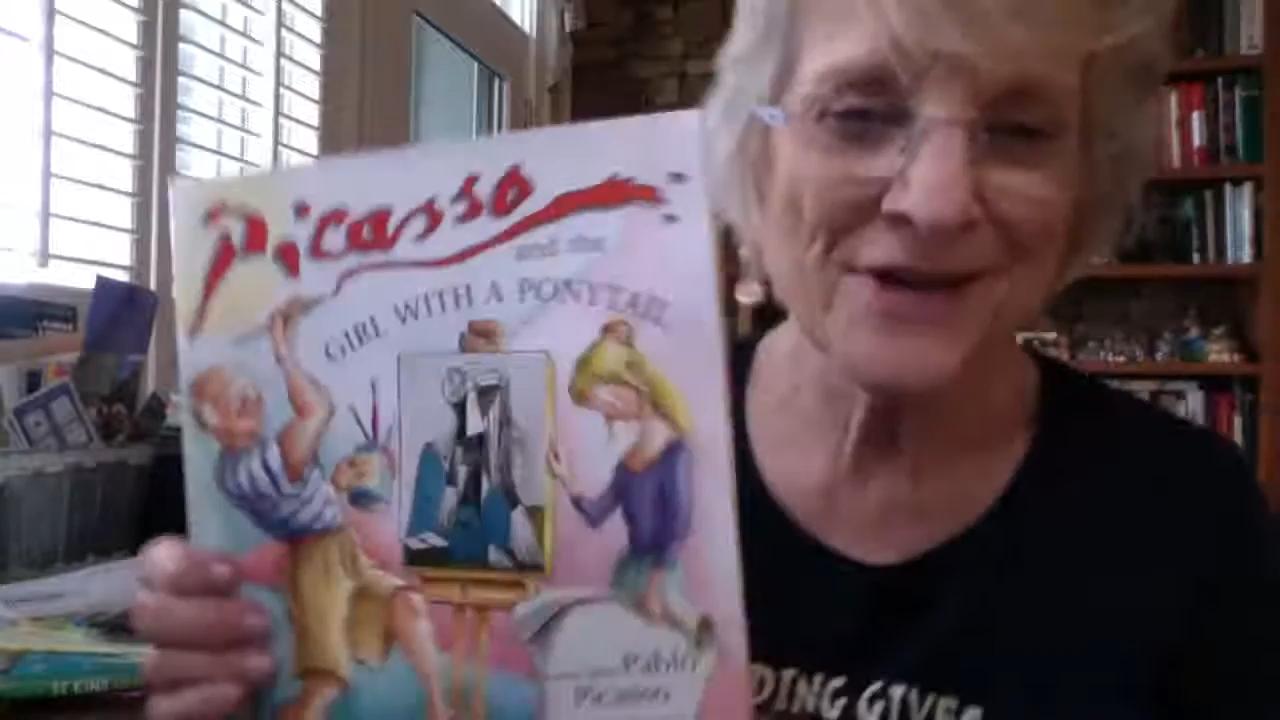 Picasso
and the
GIRL WITH A PONYTAIL
Pablo
Picasso
DING GIVES